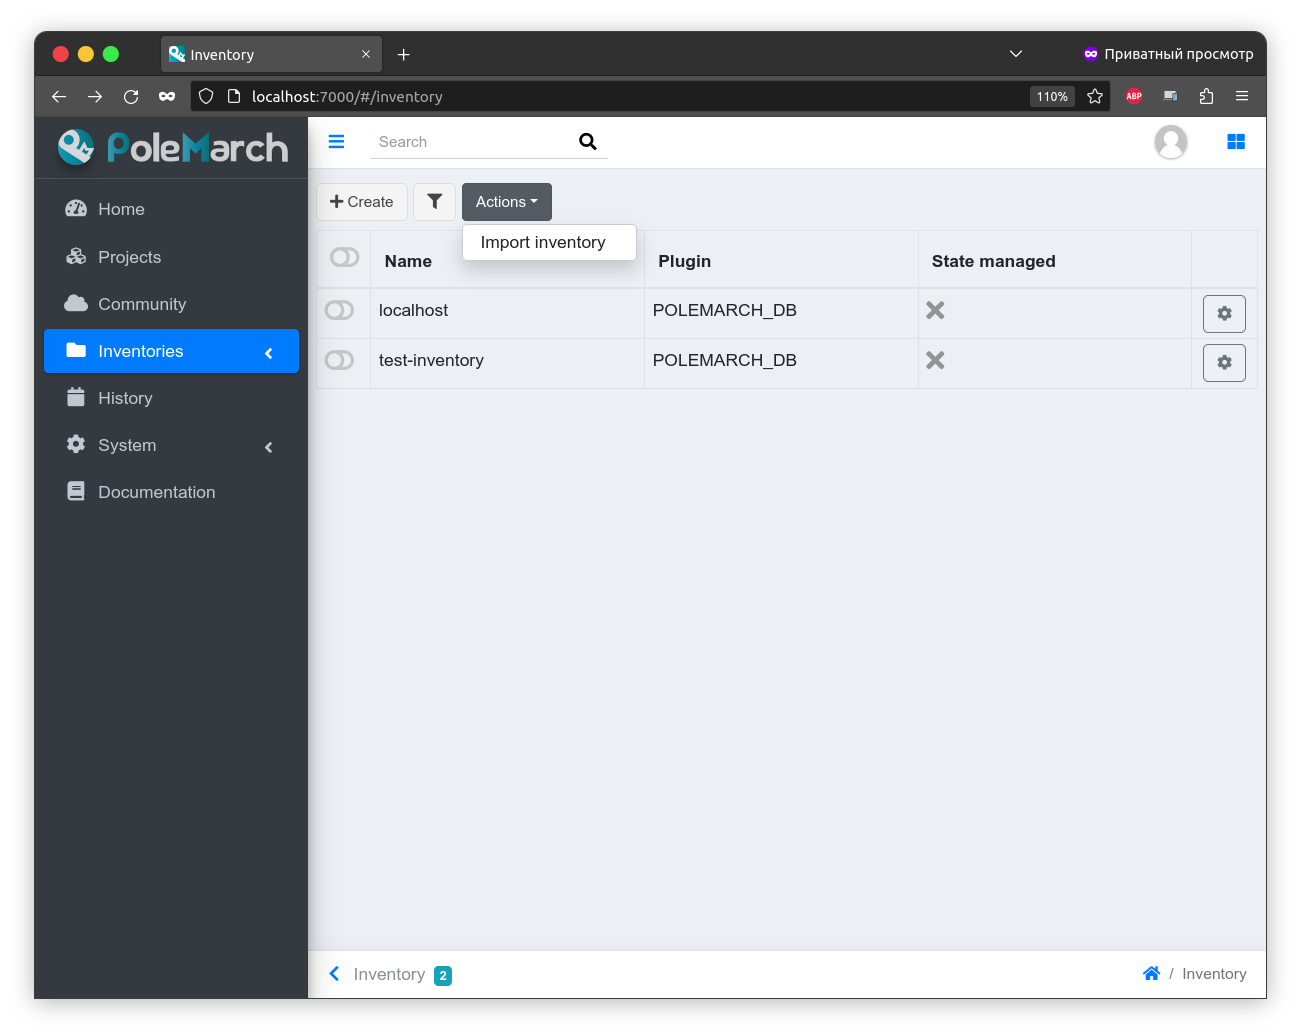 Inventory
Приватный просмотр
localhost:7000/#/inventory
110%
ABP
PoleMarch
Search
Home
Projects
Community
Inventories
History
System
Documentation
Create
Actions
Import inventory
Name Plugin State managed
localhost POLEMARCH_DB
test-inventory POLEMARCH_DB
Inventory 2
/ Inventory